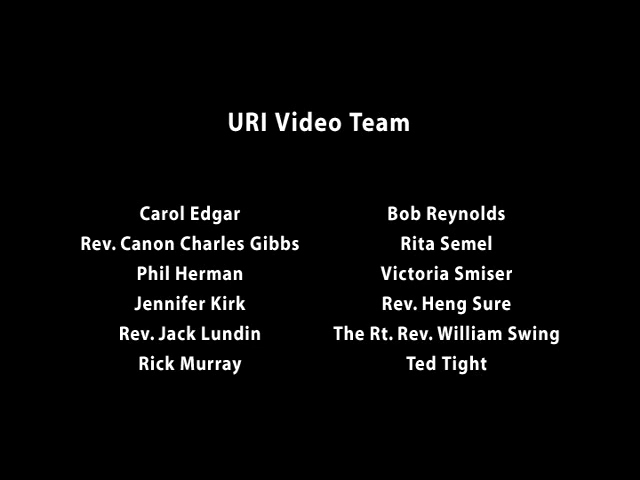 URI Video Team
Carol Edgar
Rev. Canon Charles Gibbs
Phil Herman
Jennifer Kirk
Rev. Jack Lundin
Rick Murray
Bob Reynolds
Rita Semel
Victoria Smiser
Rev. Heng Sure
The Rt. Rev. William Swing
Ted Tight